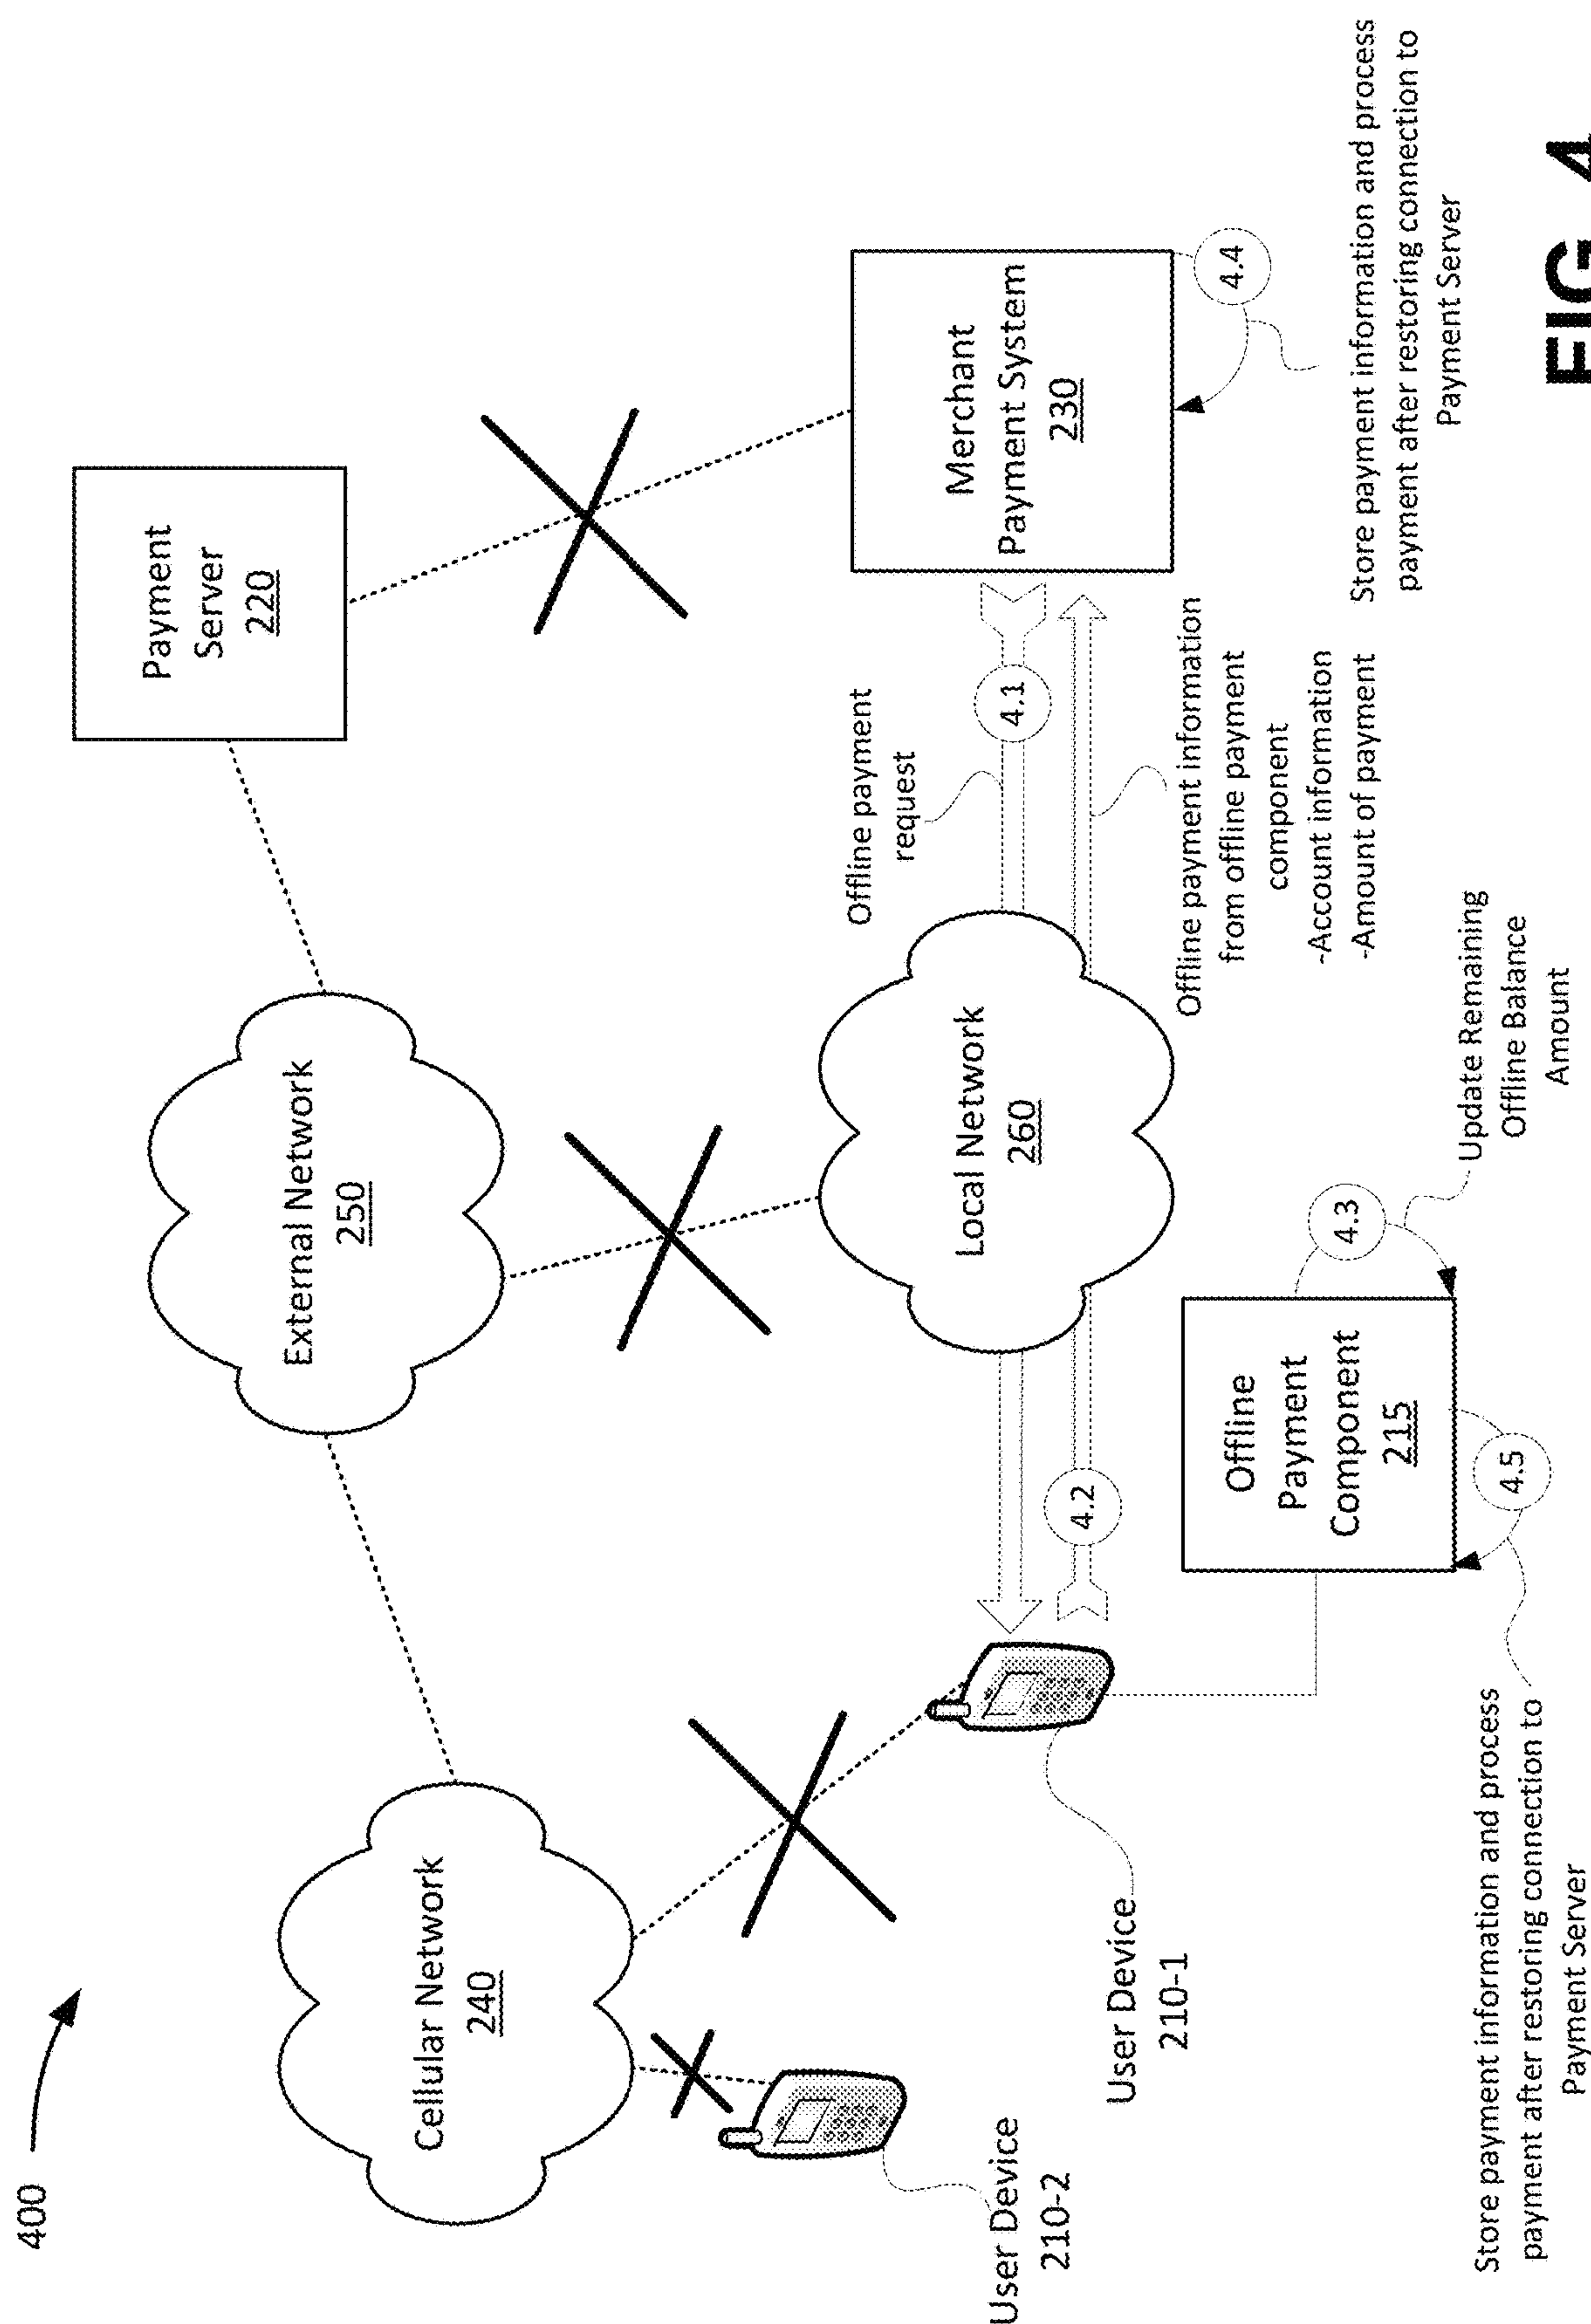 400
Cellular Network
240
External Network
250
Payment
Server
220
User Device
210-2
User Device
210-1
Local Network
260
Offline payment
request
4.1
Merchant
Payment System
230
4.2
Offline payment information
from offline payment
component
-Account information
-Amount of payment
4.4
Store payment information and process
payment after restoring connection to
Payment Server
Offline
Payment
Component
215
4.3
Update Remaining
Offline Balance
Amount
4.5
Store payment information and process
payment after restoring connection to
Payment Server
FIG 4